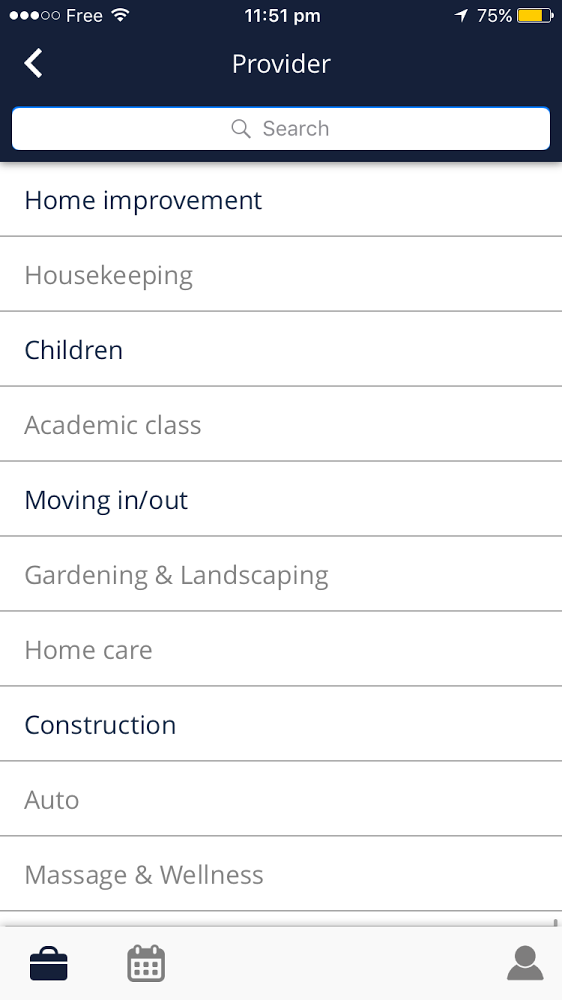 Free 11:51 pm 75%
Provider
Search
Home improvement
Housekeeping
Children
Academic class
Moving in/out
Gardening & Landscaping
Home care
Construction
Auto
Massage & Wellness